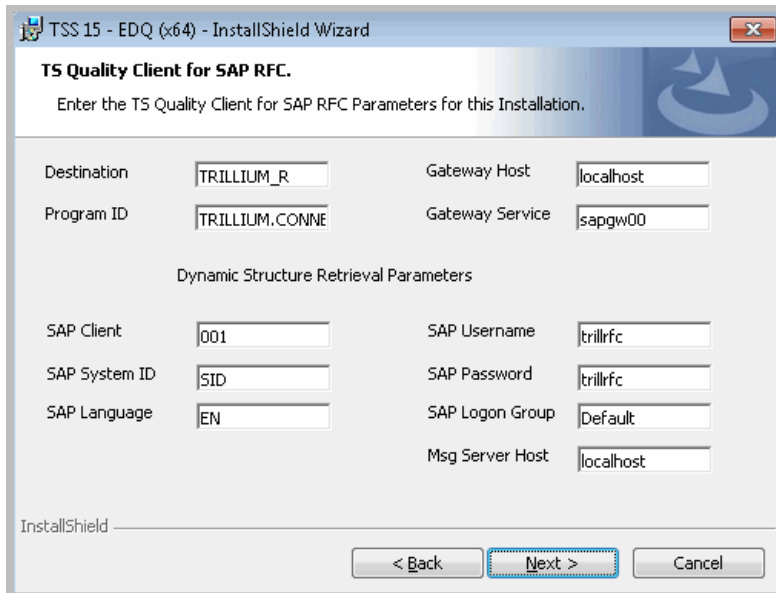 TSS 15 - EDQ (x64) - InstallShield Wizard
TS Quality Client for SAP RFC.
Enter the TS Quality Client for SAP RFC Parameters for this Installation.
Destination TRILLIUM_R Gateway Host localhost
Program ID TRILLIUM.CONNE Gateway Service sapgw00
Dynamic Structure Retrieval Parameters
SAP Client 001 SAP Username trillrfc
SAP System ID SID SAP Password trillrfc
SAP Language EN SAP Logon Group Default
Msg Server Host localhost
InstallShield
< Back Next > Cancel